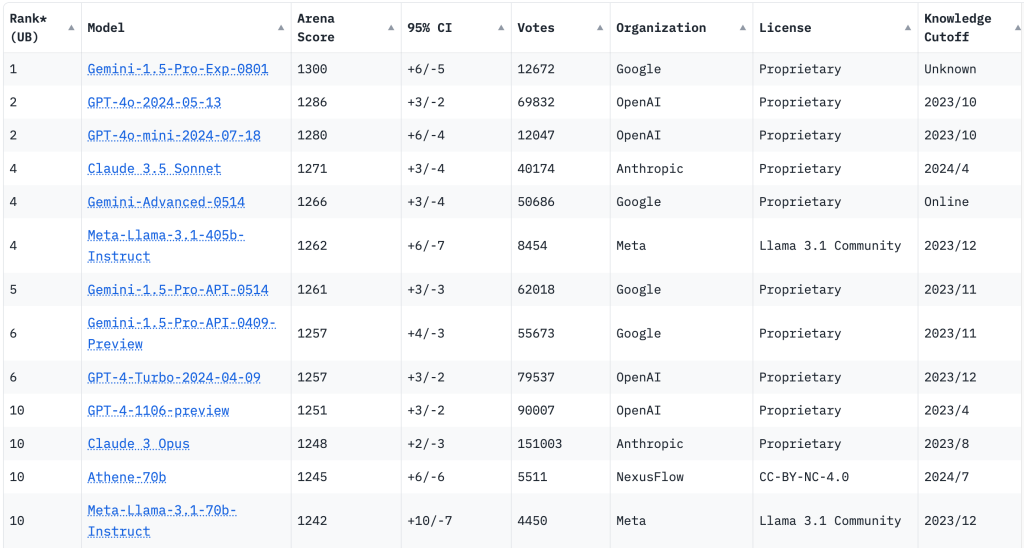 Rank* (UB) Model Arena Score 95% CI Votes Organization License Knowledge Cutoff
1 Gemini-1.5-Pro-Exp-0801 1300 +6/-5 12672 Google Proprietary Unknown
2 GPT-4o-2024-05-13 1286 +3/-2 69832 OpenAI Proprietary 2023/10
2 GPT-4o-mini-2024-07-18 1280 +6/-4 12047 OpenAI Proprietary 2023/10
4 Claude 3.5 Sonnet 1271 +3/-4 40174 Anthropic Proprietary 2024/4
4 Gemini-Advanced-0514 1266 +3/-4 50686 Google Proprietary Online
4 Meta-Llama-3.1-405b-Instruct 1262 +6/-7 8454 Meta Llama 3.1 Community 2023/12
5 Gemini-1.5-Pro-API-0514 1261 +3/-3 62018 Google Proprietary 2023/11
6 Gemini-1.5-Pro-API-0409-Preview 1257 +4/-3 55673 Google Proprietary 2023/11
6 GPT-4-Turbo-2024-04-09 1257 +3/-2 79537 OpenAI Proprietary 2023/12
10 GPT-4-1106-preview 1251 +3/-2 90007 OpenAI Proprietary 2023/4
10 Claude 3 Opus 1248 +2/-3 151003 Anthropic Proprietary 2023/8
10 Athene-70b 1245 +6/-6 5511 NexusFlow CC-BY-NC-4.0 2024/7
10 Meta-Llama-3.1-70b-Instruct 1242 +10/-7 4450 Meta Llama 3.1 Community 2023/12